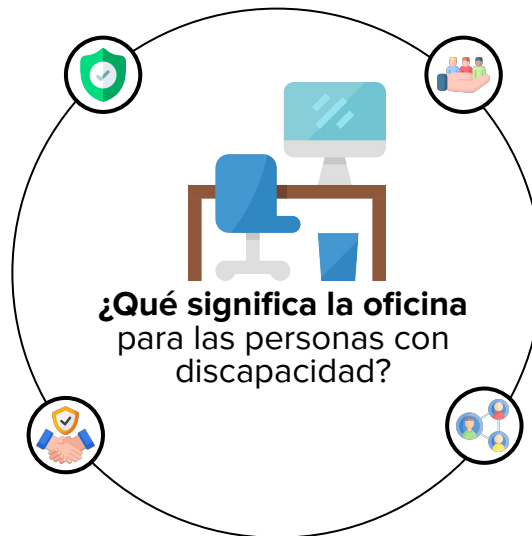 ¿Qué significa la oficina
para las personas con
discapacidad?